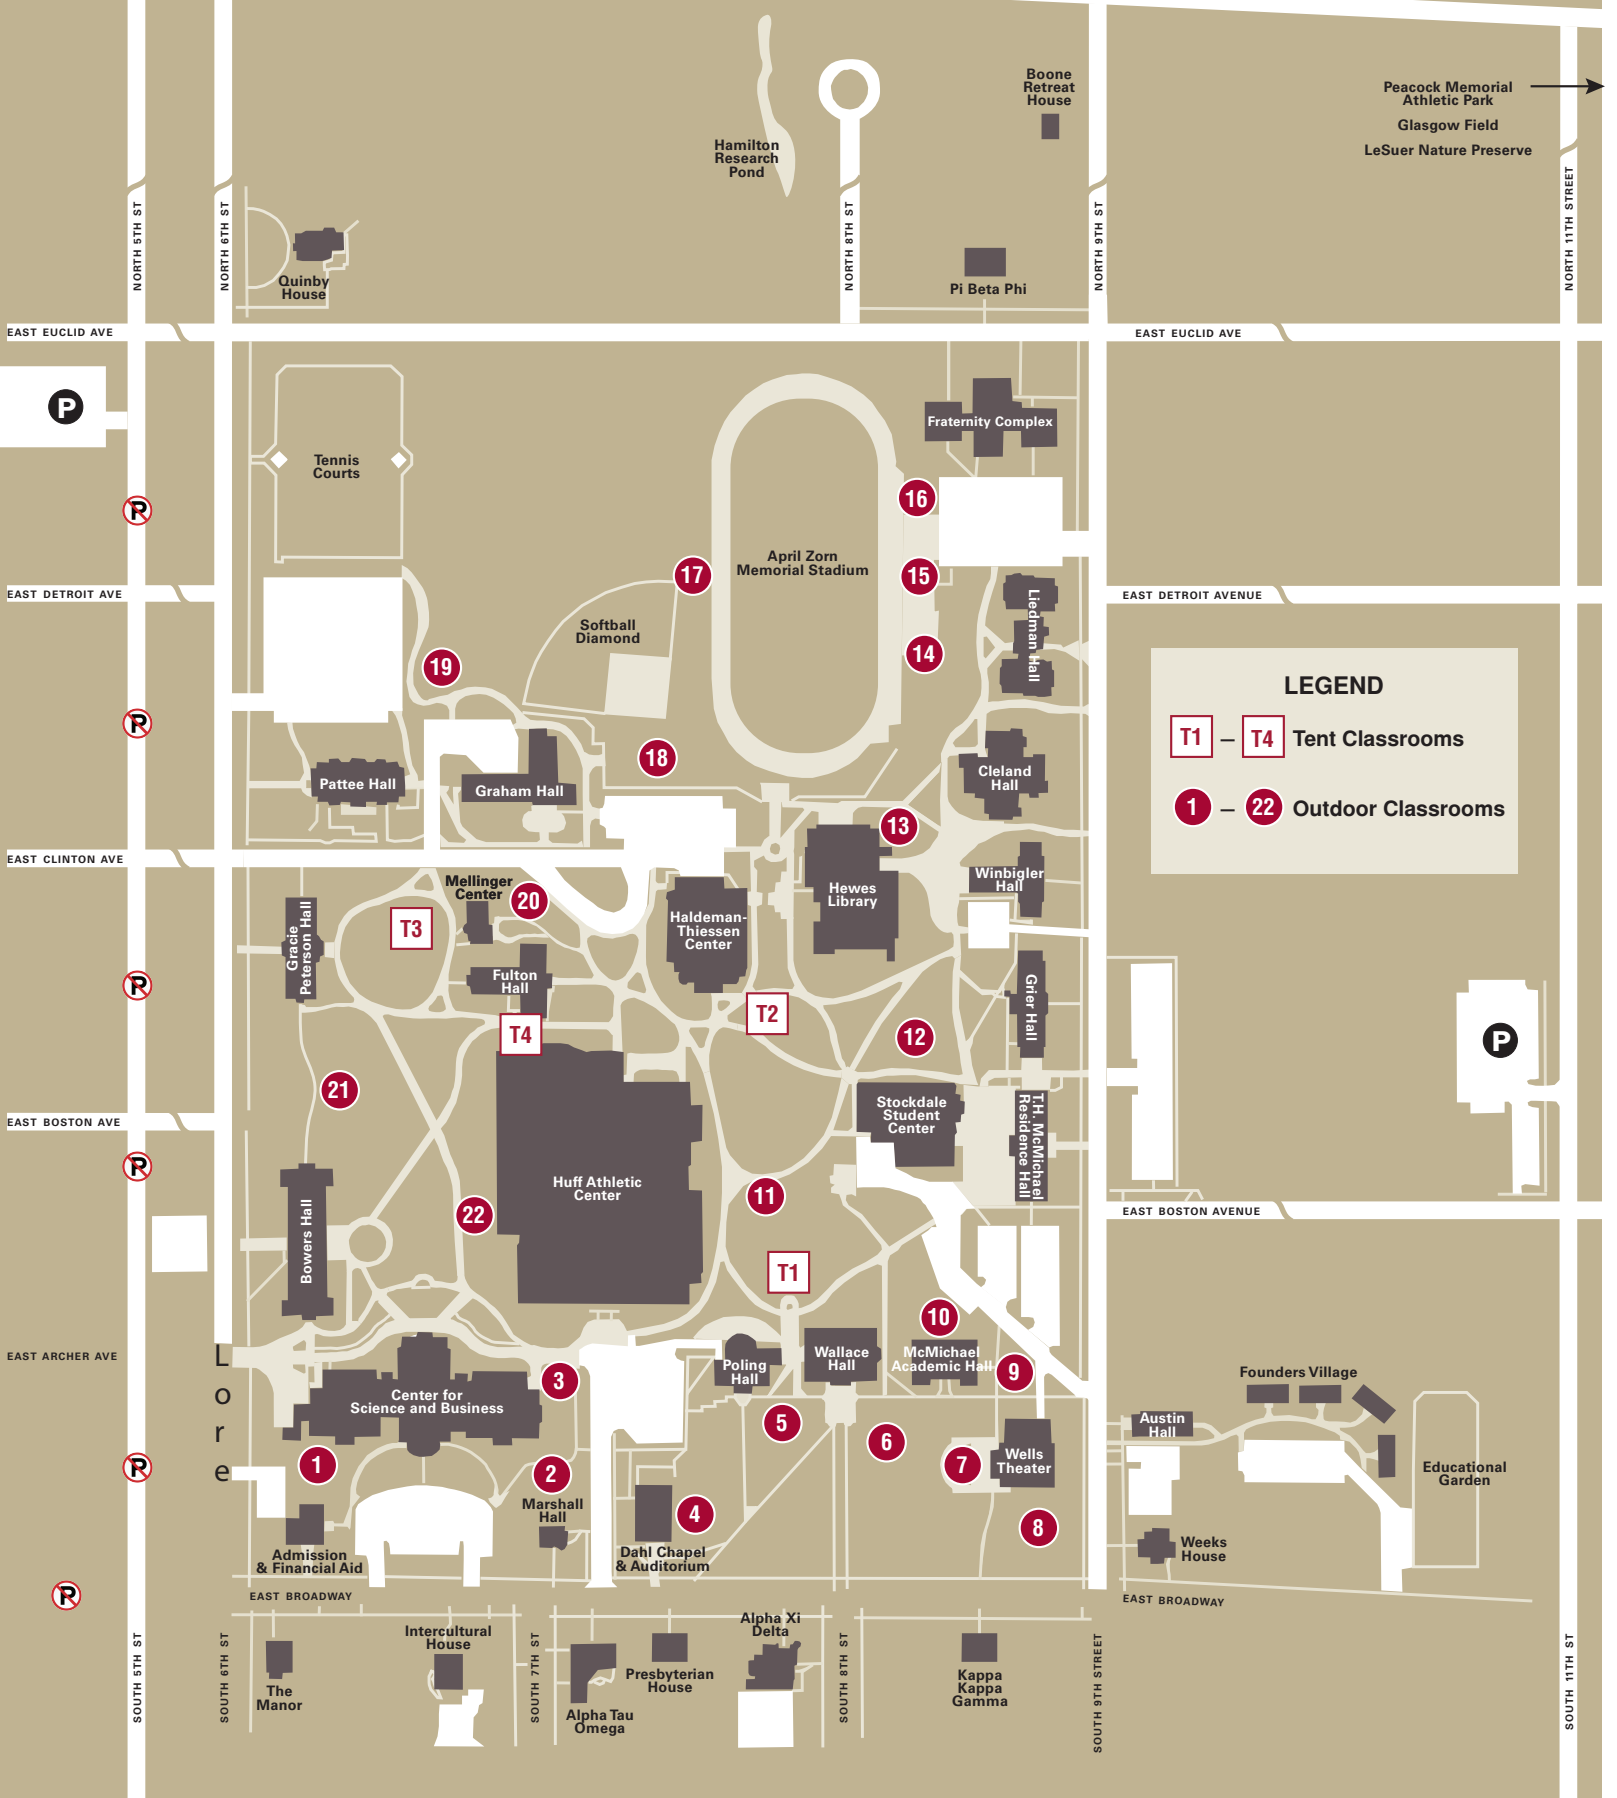 Boone
Retreat
House
Peacock Memorial
Athletic Park
Glasgow Field
LeSuer Nature Preserve
Hamilton
Research
Pond
NORTH 5TH ST
NORTH 6TH ST
NORTH 8TH ST
NORTH 9TH ST
NORTH 11TH STREET
Quinby
House
Pi Beta Phi
EAST EUCLID AVE
EAST EUCLID AVE
P
Fraternity Complex
Tennis
Courts
16
P
April Zorn
Memorial Stadium
17
15
EAST DETROIT AVE
EAST DETROIT AVENUE
Liedman Hall
Softball
Diamond
14
19
LEGEND
T1 – T4 Tent Classrooms
1 – 22 Outdoor Classrooms
P
18
Cleland
Hall
Pattee Hall
Graham Hall
13
EAST CLINTON AVE
Mellinger
Center
20
Winbigler
Hall
Hewes
Library
T3
Haldeman-
Thiessen
Center
Gracie
Peterson Hall
Fulton
Hall
P
Grier Hall
T2
T4
12
P
21
Stockdale
Student
Center
T.H. McMichael
Residence Hall
EAST BOSTON AVE
P
Huff Athletic
Center
11
22
EAST BOSTON AVENUE
Bowers Hall
T1
10
EAST ARCHER AVE
L
o
r
e
Poling
Hall
Wallace
Hall
McMichael
Academic Hall
9
3
Founders Village
Center for
Science and Business
5
6
Austin
Hall
1
2
7
Wells
Theater
P
Educational
Garden
Marshall
Hall
4
8
Admission
& Financial Aid
Dahl Chapel
& Auditorium
Weeks
House
P
EAST BROADWAY
EAST BROADWAY
Intercultural
House
Alpha Xi
Delta
The
Manor
Presbyterian
House
Kappa
Kappa
Gamma
Alpha Tau
Omega
SOUTH 5TH ST
SOUTH 6TH ST
SOUTH 7TH ST
SOUTH 8TH ST
SOUTH 9TH STREET
SOUTH 11TH ST